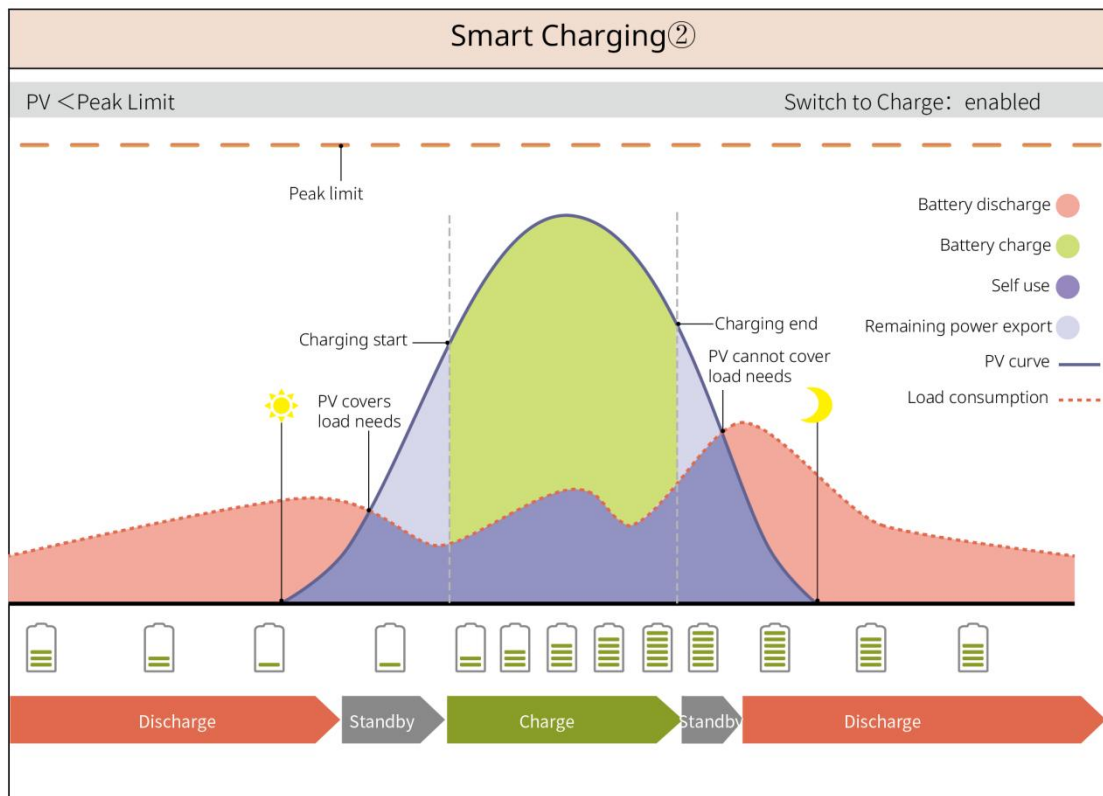 Smart Charging②
PV ＜Peak Limit
Switch to Charge： enabled
Peak limit
Battery discharge
Battery charge
Self use
Remaining power export
PV curve
Load consumption
Charging start
Charging end
PV cannot cover
load needs
PV covers
load needs
Discharge
Standby
Charge
Standby
Discharge